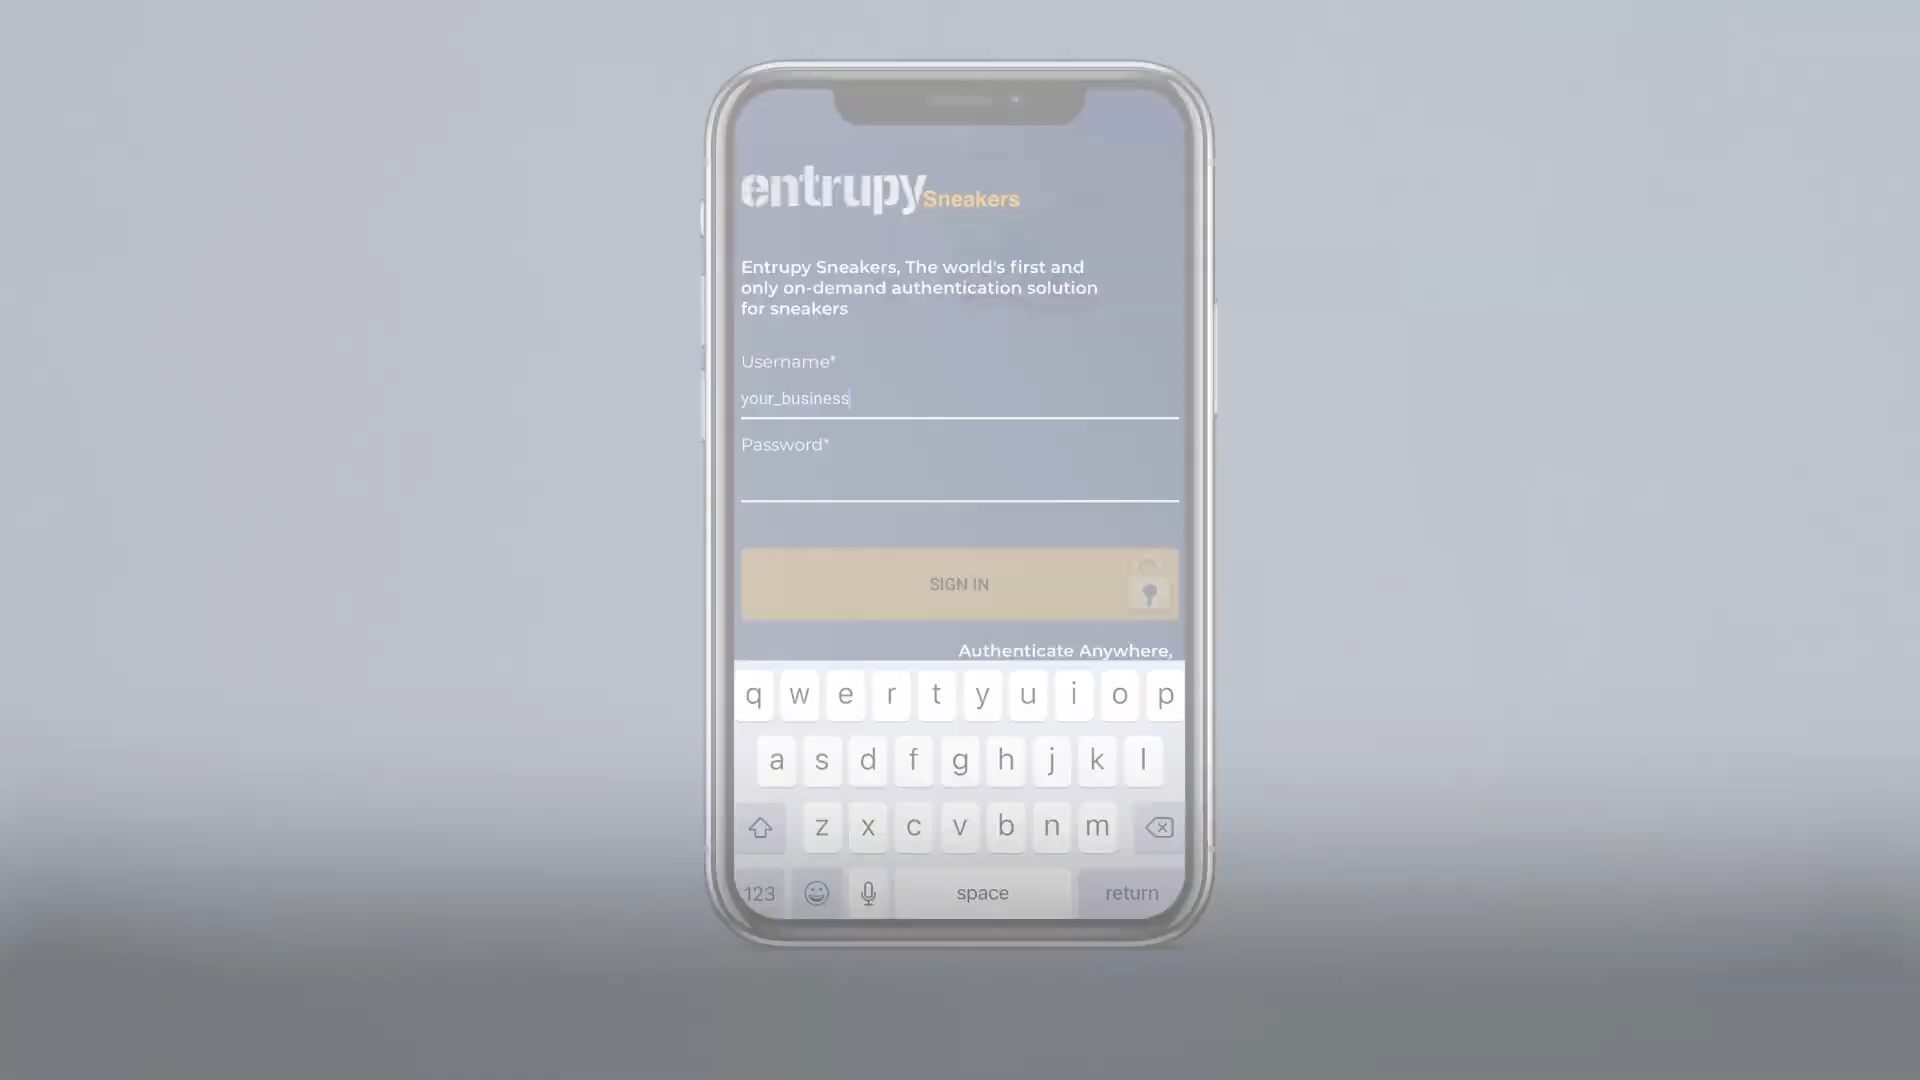 entrupy Sneakers
Entrupy Sneakers, The world's first and
only on-demand authentication solution
for sneakers
Username*
your_business
Password*
SIGN IN
Authenticate Anywhere,
q w e r t y u i o p
a s d f g h j k l
z x c v b n m
123 space return